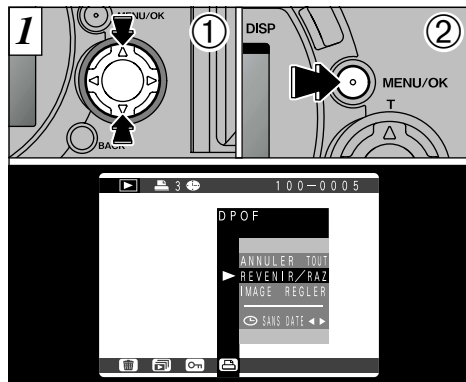 1
MENU/OK
①
BACK
DISP
②
MENU/OK
T
3
100-0005
DPOF
ANNULER TOUT
REVENIR/RAZ
IMAGE REGLER
SANS DATE